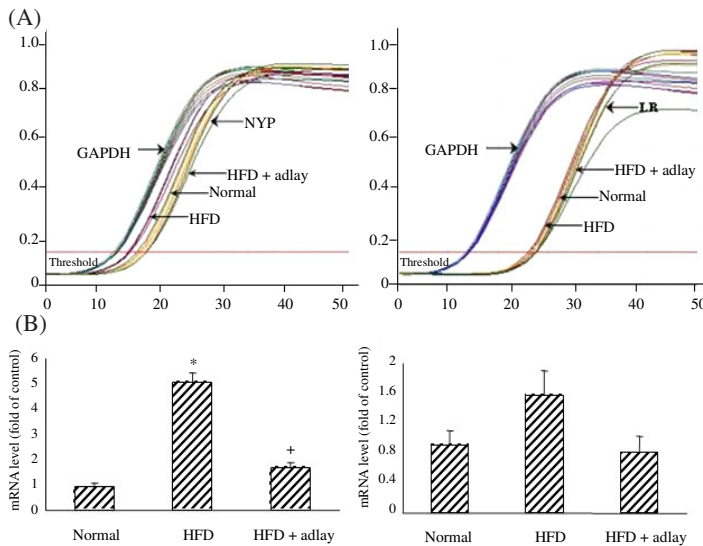 (A)
1.0
0.8
0.6
0.4
0.2
0
GAPDH
NYP
HFD + adlay
Normal
HFD
Threshold
0 10 20 30 40 50
1.0
0.8
0.6
0.4
0.2
0
GAPDH
LR
HFD + adlay
Normal
HFD
Threshold
0 10 20 30 40 50
(B)
mRNA level (fold of control)
6
5
4
3
2
1
0
*
+
Normal HFD HFD + adlay
mRNA level (fold of control)
2
1.6
1.2
0.8
0.4
0
Normal HFD HFD + adlay